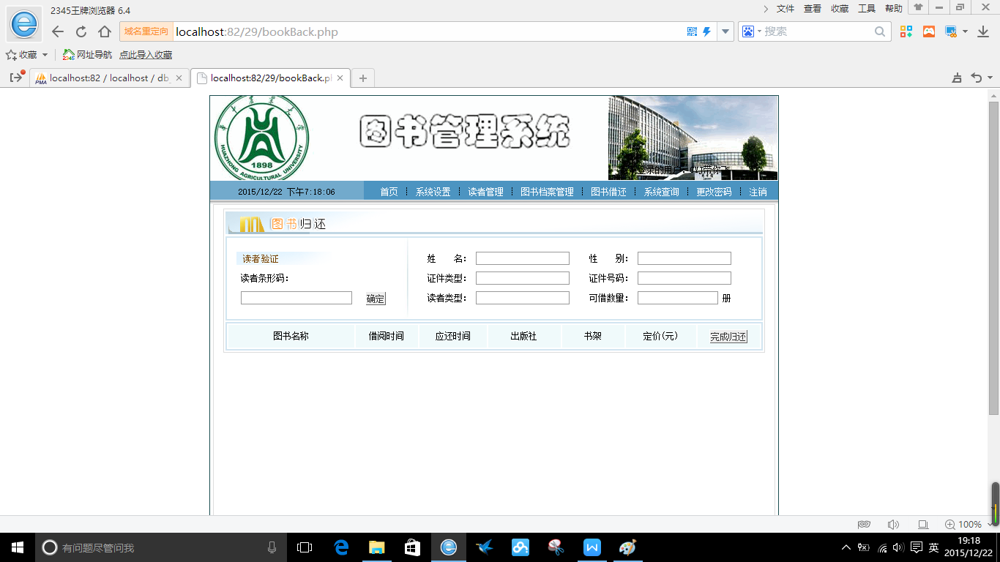 2345王牌浏览器 6.4
文件 查看 收藏 工具 帮助
域名重定向 localhost:82/29/bookBack.php
搜索
收藏 网址导航 点此导入收藏
localhost:82 / localhost / db_
localhost:82/29/bookBack.p
HUAZHONG AGRICULTURAL UNIVERSITY
1898
图书管理系统
登录的用户：
带你飞
2015/12/22 下午7:18:06
首页 系统设置 读者管理 图书档案管理 图书借还 系统查询 更改密码 注销
图书归还
读者验证
读者条形码：
确定
姓 名： 性 别：
证件类型： 证件号码：
读者类型： 可借数量： 册
图书名称 借阅时间 应还时间 出版社 书架 定价(元) 完成归还
100%
有问题尽管问我
英
19:18
2015/12/22